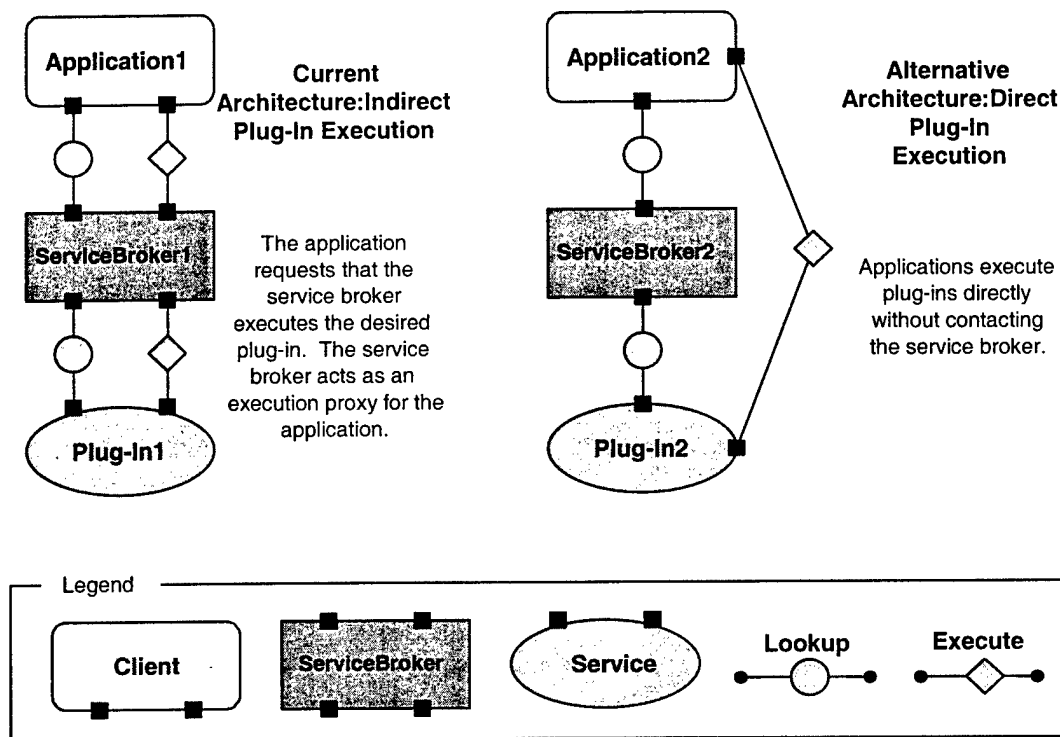 Application1
Current
Architecture:Indirect
Plug-In Execution
ServiceBroker1
The application
requests that the
service broker
executes the desired
plug-in. The service
broker acts as an
execution proxy for the
application.
Plug-In1
Application2
Alternative
Architecture:Direct
Plug-In
Execution
ServiceBroker2
Applications execute
plug-ins directly
without contacting
the service broker.
Plug-In2
Legend
Client
ServiceBroker
Service
Lookup
Execute